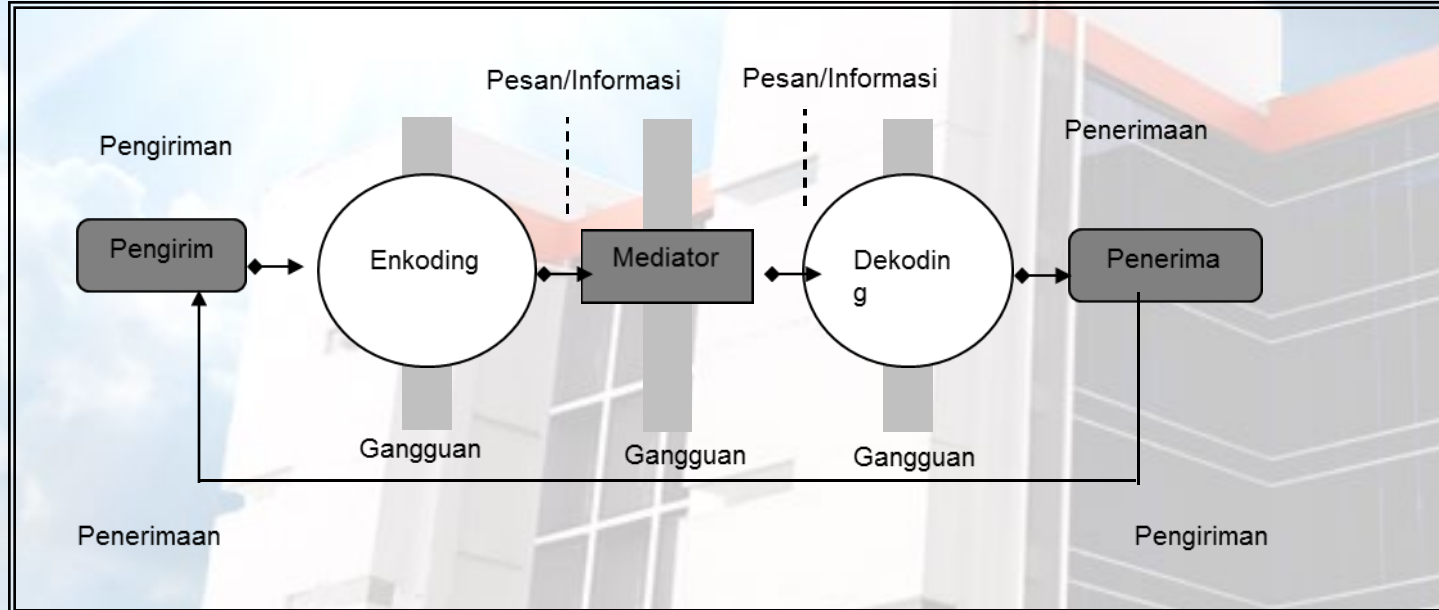 Pesan/Informasi
Pesan/Informasi
Pengiriman
Penerimaan
Pengirim
Enkoding
Mediator
Dekodin
g
Penerima
Gangguan
Gangguan
Gangguan
Penerimaan
Pengiriman